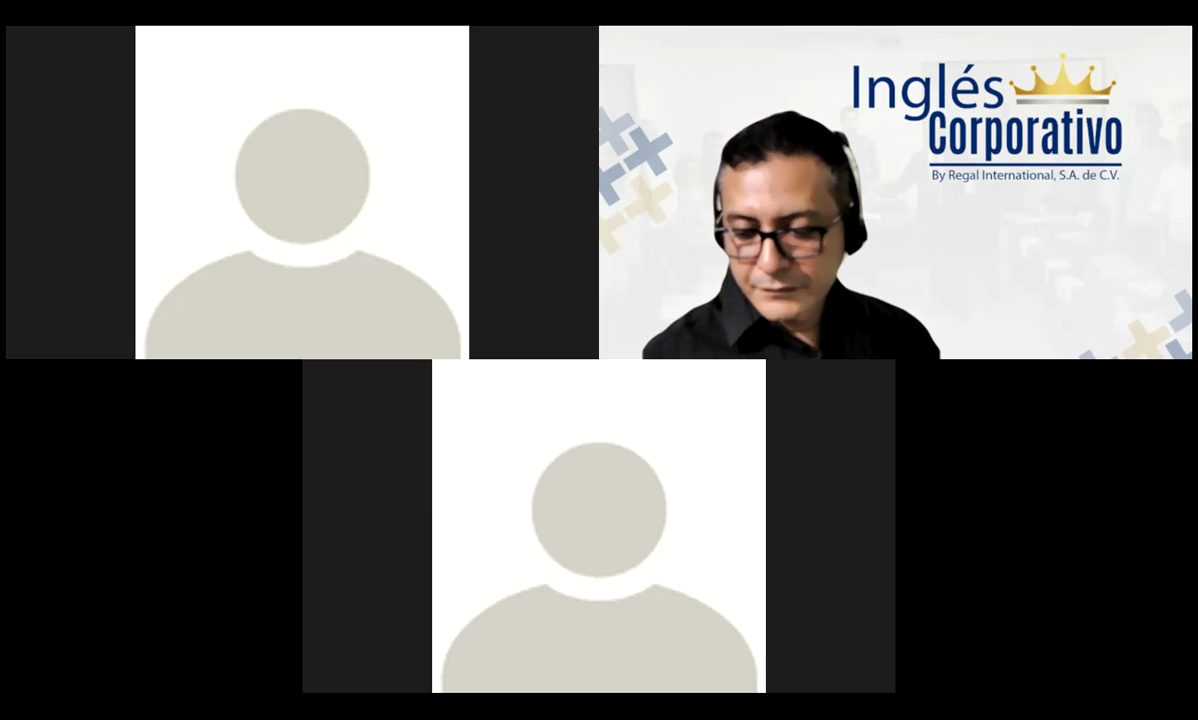 Inglés
Corporativo
By Regal International, S.A. de C.V.